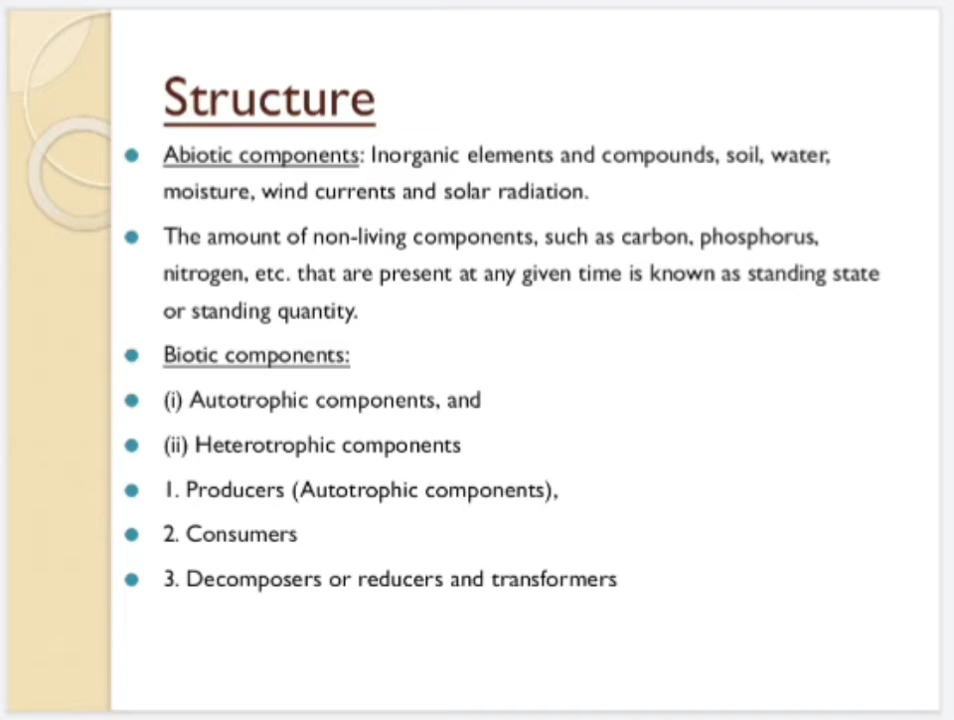 Structure
Abiotic components: Inorganic elements and compounds, soil, water,
moisture, wind currents and solar radiation.
The amount of non-living components, such as carbon, phosphorus,
nitrogen, etc. that are present at any given time is known as standing state
or standing quantity.
Biotic components:
(i) Autotrophic components, and
(ii) Heterotrophic components
1. Producers (Autotrophic components),
2. Consumers
3. Decomposers or reducers and transformers